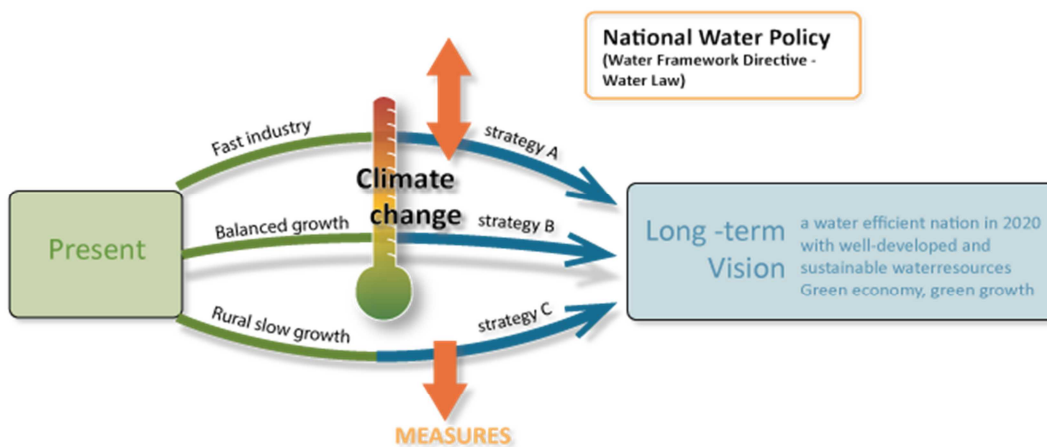 National Water Policy
(Water Framework Directive -
Water Law)
Fast industry
strategy A
Climate
change
Present
Balanced growth
strategy B
Long -term
Vision
a water efficient nation in 2020
with well-developed and
sustainable waterresources
Green economy, green growth
Rural slow growth
strategy C
MEASURES